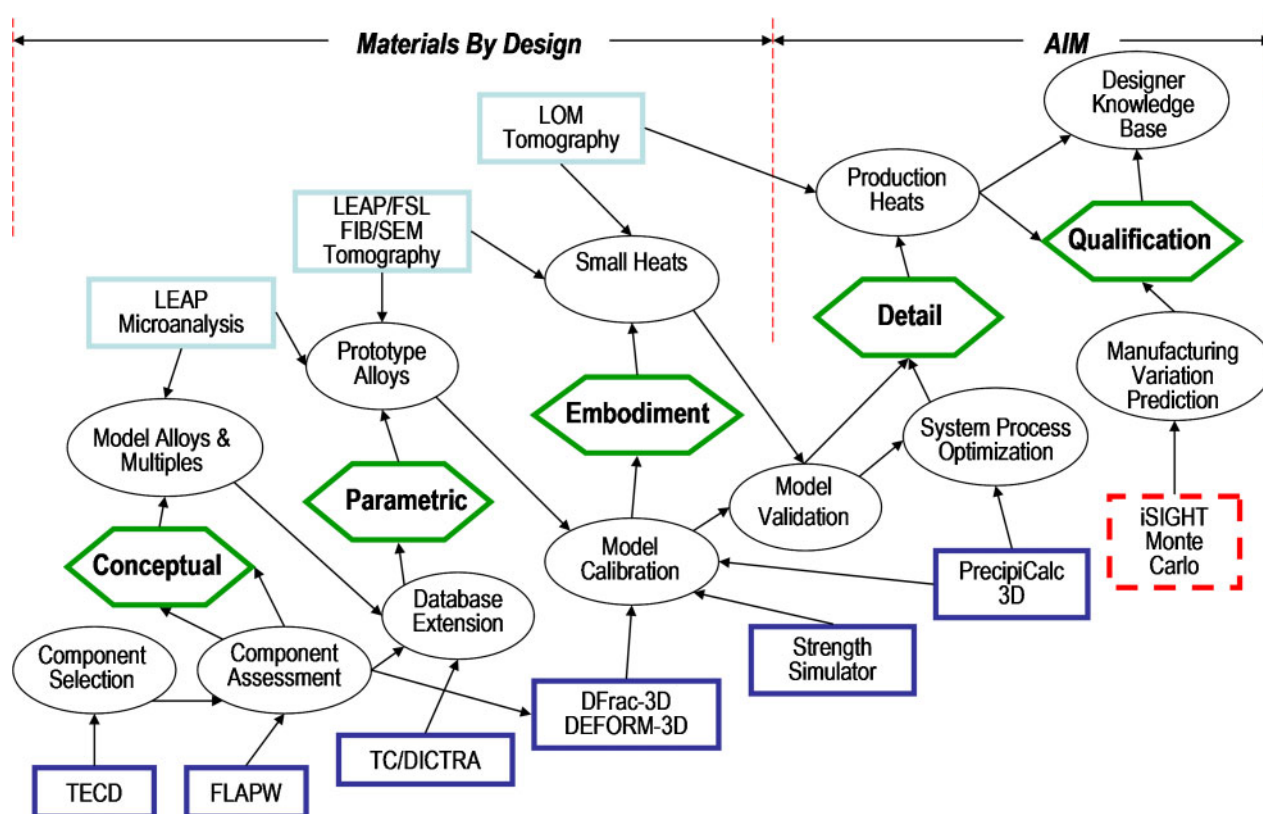 Materials By Design
AIM
Designer
Knowledge
Base
LOM
Tomography
Production
Heats
LEAP/FSL
FIB/SEM
Tomography
Small Heats
Qualification
LEAP
Microanalysis
Detail
Prototype
Alloys
Manufacturing
Variation
Prediction
Embodiment
Model Alloys &
Multiples
System Process
Optimization
Parametric
Model
Validation
Conceptual
Model
Calibration
iSIGHT
Monte
Carlo
PrecipiCalc
3D
Database
Extension
Component
Selection
Component
Assessment
Strength
Simulator
DFrac-3D
DEFORM-3D
TC/DICTRA
TECD
FLAPW